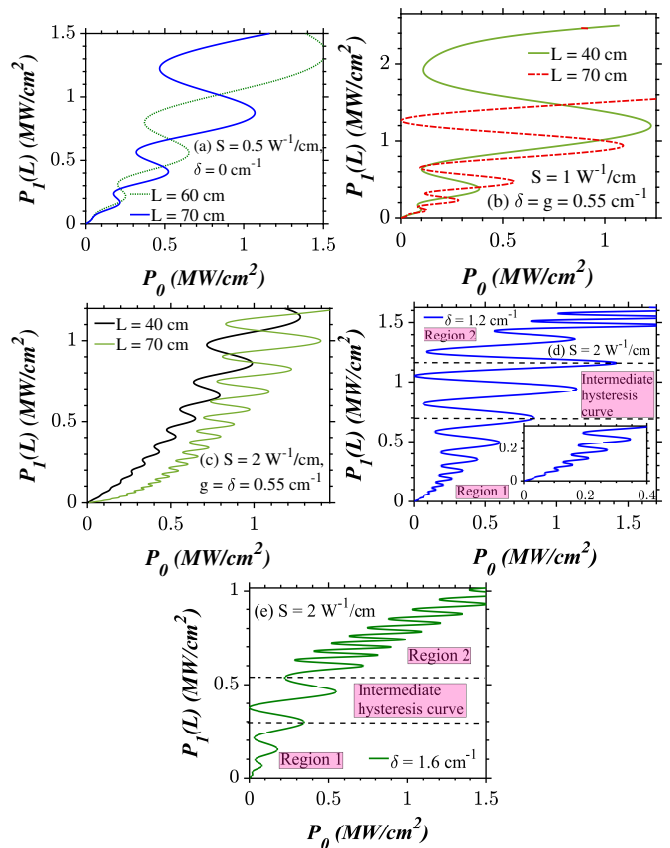 1.5
1
0.5
0
P₁(L) (MW/cm²)
(a) S = 0.5 W⁻¹/cm,
δ = 0 cm⁻¹
L = 60 cm
L = 70 cm
0 0.5 1 1.5
P₀ (MW/cm²)
2
1
0
P₁(L) (MW/cm²)
L = 40 cm
L = 70 cm
S = 1 W⁻¹/cm
(b) δ = g = 0.55 cm⁻¹
0 0.5 1
P₀ (MW/cm²)
1
0.5
0
P₁(L) (MW/cm²)
L = 40 cm
L = 70 cm
(c) S = 2 W⁻¹/cm,
g = δ = 0.55 cm⁻¹
0 0.5 1
P₀ (MW/cm²)
1.5
1
0.5
0
P₁(L) (MW/cm²)
δ = 1.2 cm⁻¹
Region 2
(d) S = 2 W⁻¹/cm
Intermediate
hysteresis
curve
0.2
0
0 0.2 0.4
Region 1
0 0.5 1 1.5
P₀ (MW/cm²)
1
0.5
0
P₁(L) (MW/cm²)
(e) S = 2 W⁻¹/cm
Region 2
Intermediate
hysteresis curve
Region 1
δ = 1.6 cm⁻¹
0 0.5 1 1.5
P₀ (MW/cm²)